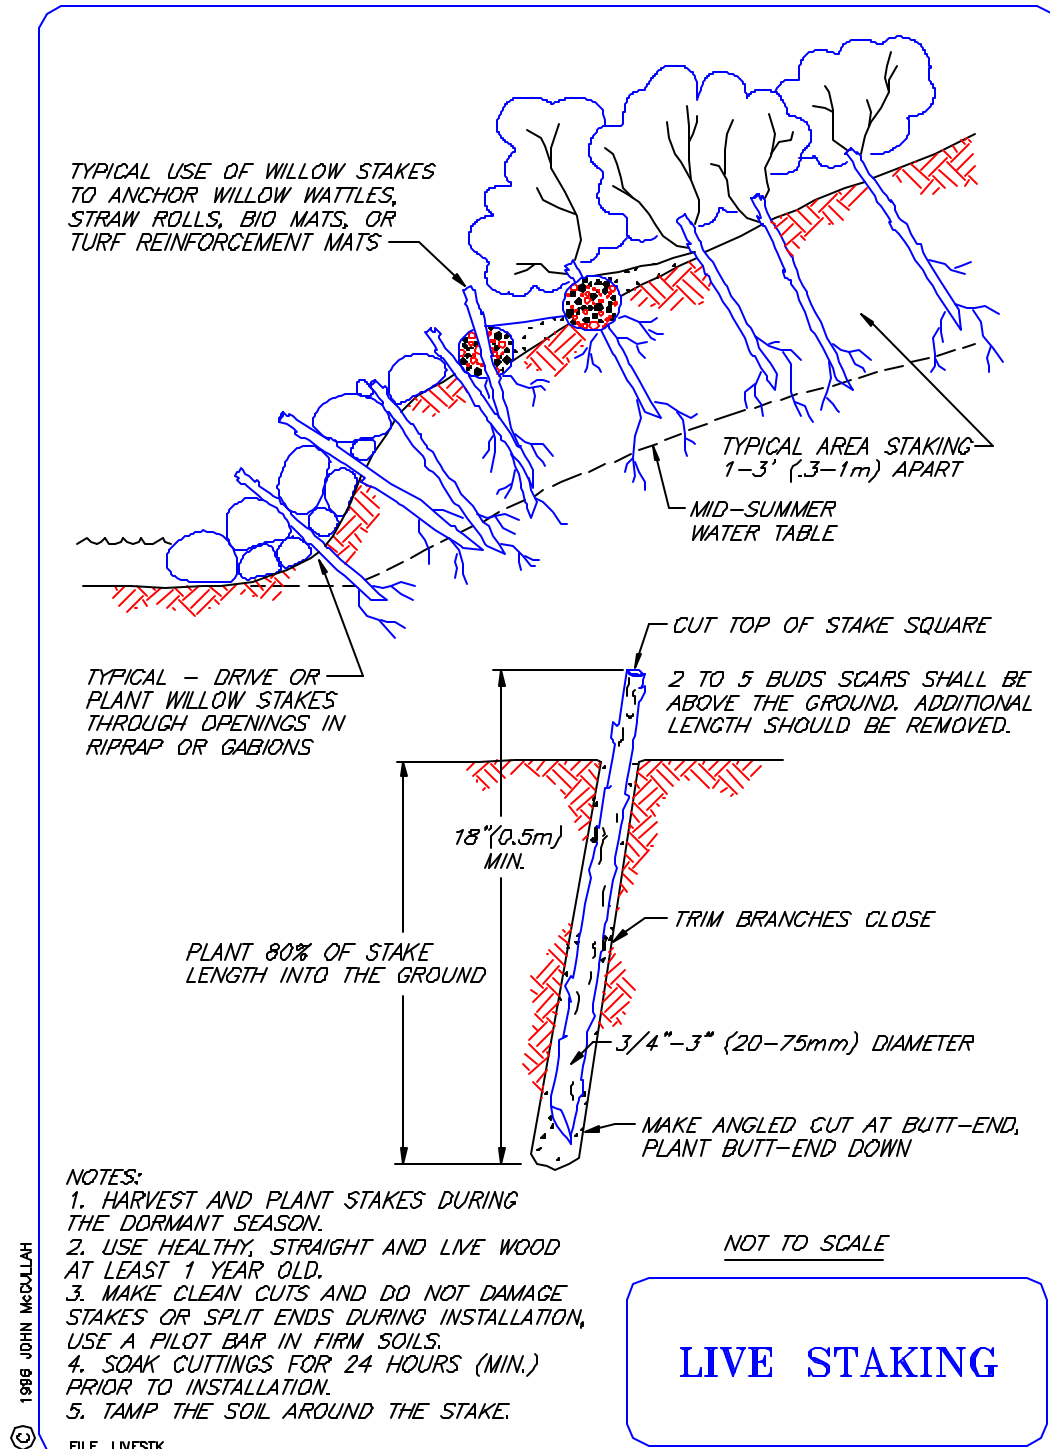 TYPICAL USE OF WILLOW STAKES
TO ANCHOR WILLOW WATTLES,
STRAW ROLLS, BIO MATS, OR
TURF REINFORCEMENT MATS
TYPICAL AREA STAKING
1-3' (.3-1m) APART
MID-SUMMER
WATER TABLE
TYPICAL - DRIVE OR
PLANT WILLOW STAKES
THROUGH OPENINGS IN
RIPRAP OR GABIONS
CUT TOP OF STAKE SQUARE
2 TO 5 BUDS SCARS SHALL BE
ABOVE THE GROUND. ADDITIONAL
LENGTH SHOULD BE REMOVED.
18"(0.5m)
MIN.
TRIM BRANCHES CLOSE
PLANT 80% OF STAKE
LENGTH INTO THE GROUND
3/4"-3" (20-75mm) DIAMETER
MAKE ANGLED CUT AT BUTT-END,
PLANT BUTT-END DOWN
NOTES:
1. HARVEST AND PLANT STAKES DURING
THE DORMANT SEASON.
2. USE HEALTHY, STRAIGHT AND LIVE WOOD
AT LEAST 1 YEAR OLD.
3. MAKE CLEAN CUTS AND DO NOT DAMAGE
STAKES OR SPLIT ENDS DURING INSTALLATION,
USE A PILOT BAR IN FIRM SOILS.
4. SOAK CUTTINGS FOR 24 HOURS (MIN.)
PRIOR TO INSTALLATION.
5. TAMP THE SOIL AROUND THE STAKE.
NOT TO SCALE
LIVE STAKING
© 1996 JOHN McCULLAH
FILE LIVESTK